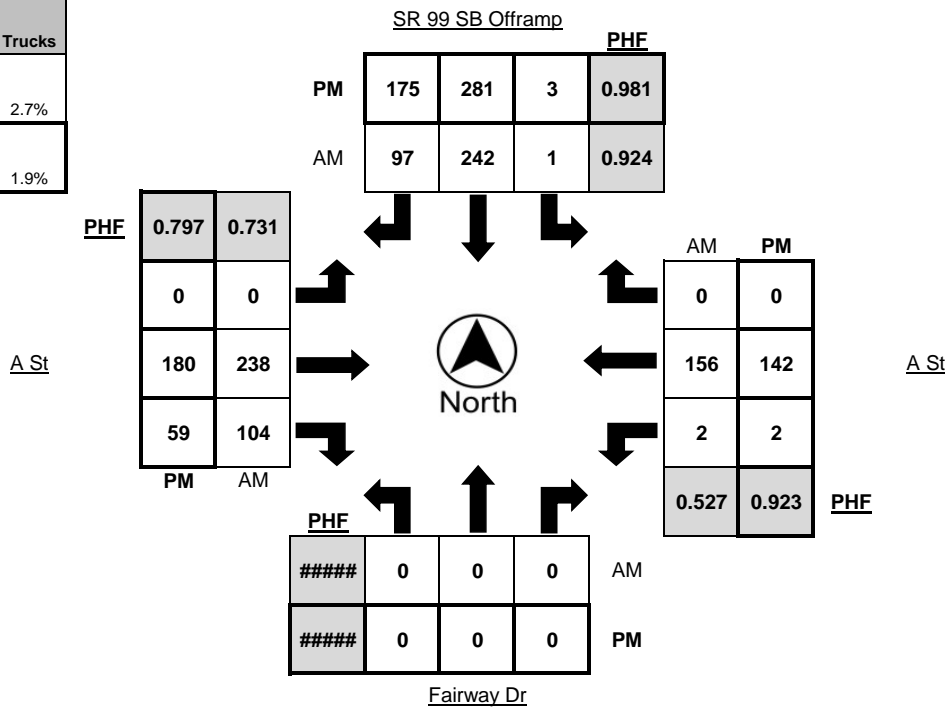 SR 99 SB Offramp
Trucks
PHF
PM 175 281 3 0.981
2.7%
AM 97 242 1 0.924
1.9%
PHF 0.797 0.731
AM PM
0 0
0 0
A St
180 238
North
156 142
A St
59 104
2 2
PM AM
0.527 0.923 PHF
PHF
##### 0 0 0 AM
##### 0 0 0 PM
Fairway Dr